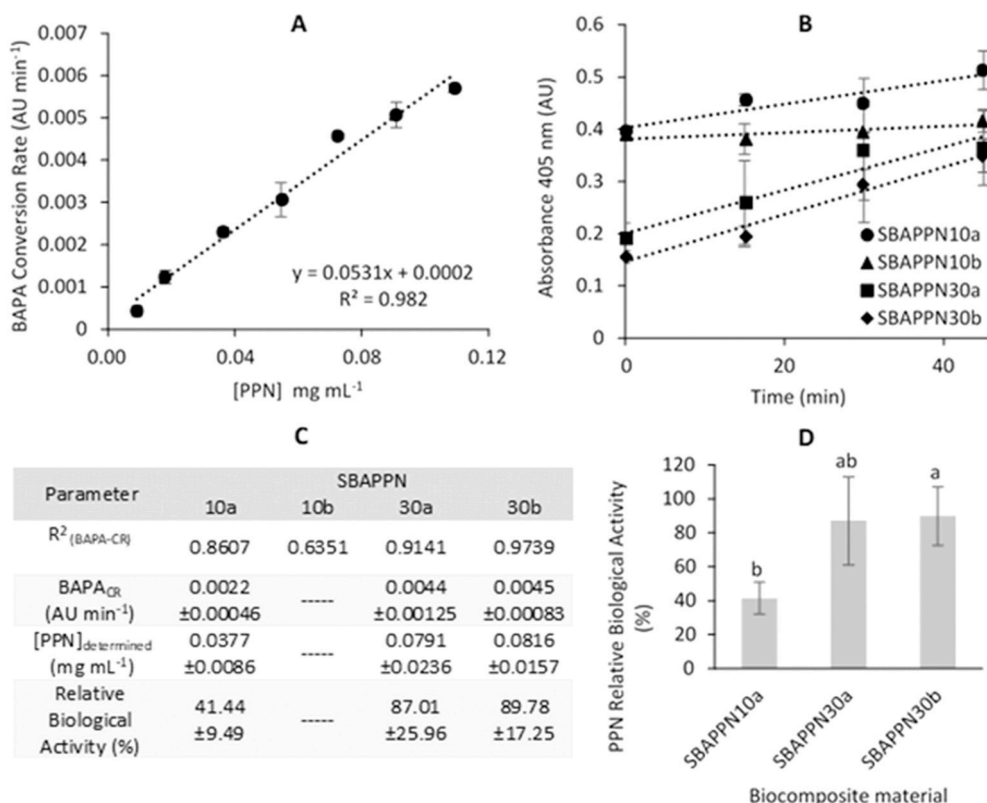 A
BAPA Conversion Rate (AU min⁻¹)
0.007
0.006
0.005
0.004
0.003
0.002
0.001
0
y = 0.0531x + 0.0002
R² = 0.982
0.00 0.04 0.08 0.12
[PPN] mg mL⁻¹
B
Absorbance 405 nm (AU)
0.6
0.5
0.4
0.3
0.2
0.1
0
SBAPPN10a
SBAPPN10b
SBAPPN30a
SBAPPN30b
0 20 40
Time (min)
C
Parameter
SBAPPN
10a 10b 30a 30b
R² (BAPA-CR) 0.8607 0.6351 0.9141 0.9739
BAPA_CR 0.0022 ----- 0.0044 0.0045
(AU min⁻¹) ±0.00046 ±0.00125 ±0.00083
[PPN]determined 0.0377 ----- 0.0791 0.0816
(mg mL⁻¹) ±0.0086 ±0.0236 ±0.0157
Relative
Biological
Activity (%)
41.44 ----- 87.01 89.78
±9.49 ±25.96 ±17.25
D
PPN Relative Biological Activity
(%)
120
100
80
60
40
20
0
b
ab
a
SBAPPN10a
SBAPPN30a
SBAPPN30b
Biocomposite material